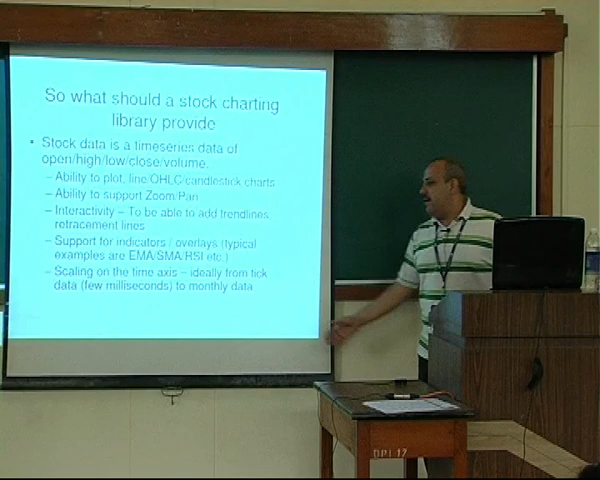 So what should a stock charting
library provide
• Stock data is a timeseries data of
open/high/low/close/volume.
– Ability to plot, line/OHLC/candlestick charts
– Ability to support Zoom/Pan
– Interactivity – To be able to add trendlines
retracement lines
– Support for indicators / overlays (typical
examples are EMA/SMA/RSI etc.)
– Scaling on the time axis – ideally from tick
data (few milliseconds) to monthly data
DPI 17